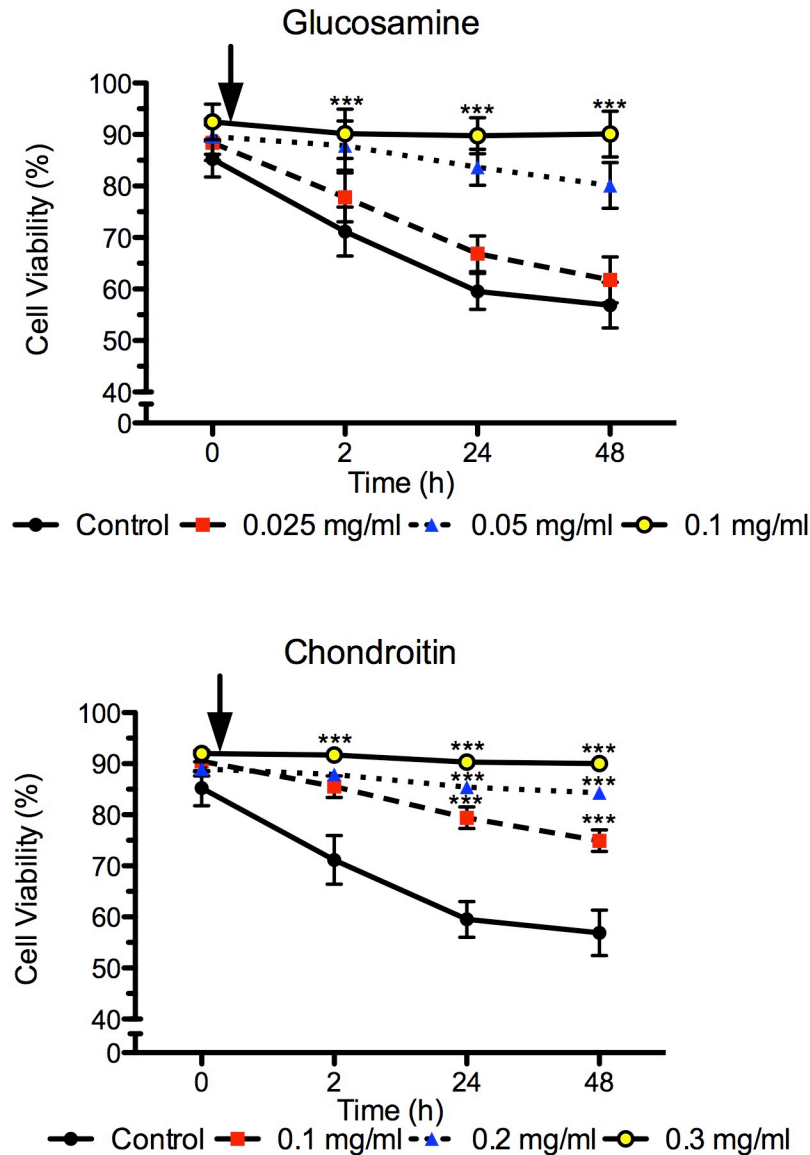 Glucosamine
100
90
80
70
60
50
40
0
Cell Viability (%)
***
***
***
0 2 24 48
Time (h)
Control 0.025 mg/ml 0.05 mg/ml 0.1 mg/ml
Chondroitin
100
90
80
70
60
50
40
0
Cell Viability (%)
***
*** ***
*** ***
*** ***
0 2 24 48
Time (h)
Control 0.1 mg/ml 0.2 mg/ml 0.3 mg/ml